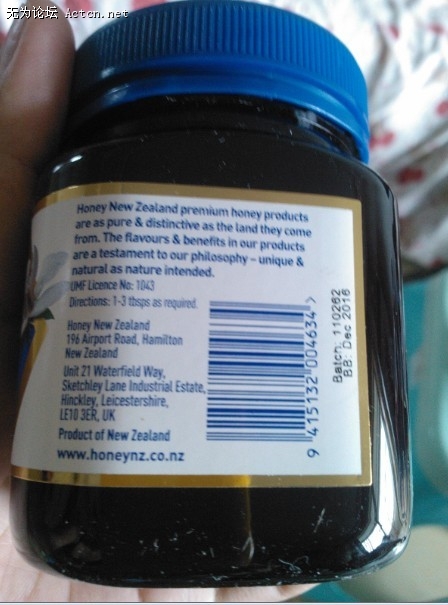 无为论坛 Actcn.net
Honey New Zealand premium honey products
are as pure & distinctive as the land they come
from. The flavours & benefits in our products
are a testament to our philosophy – unique &
natural as nature intended.
UMF Licence No: 1043
Directions: 1-3 tbsps as required.
Honey New Zealand
196 Airport Road, Hamilton
New Zealand
Unit 21 Waterfield Way,
Sketchley Lane Industrial Estate,
Hinckley, Leicestershire,
LE10 3ER, UK
Product of New Zealand
www.honeynz.co.nz
9 415132 004634 >
Batch: 110262
BB: Dec 2016